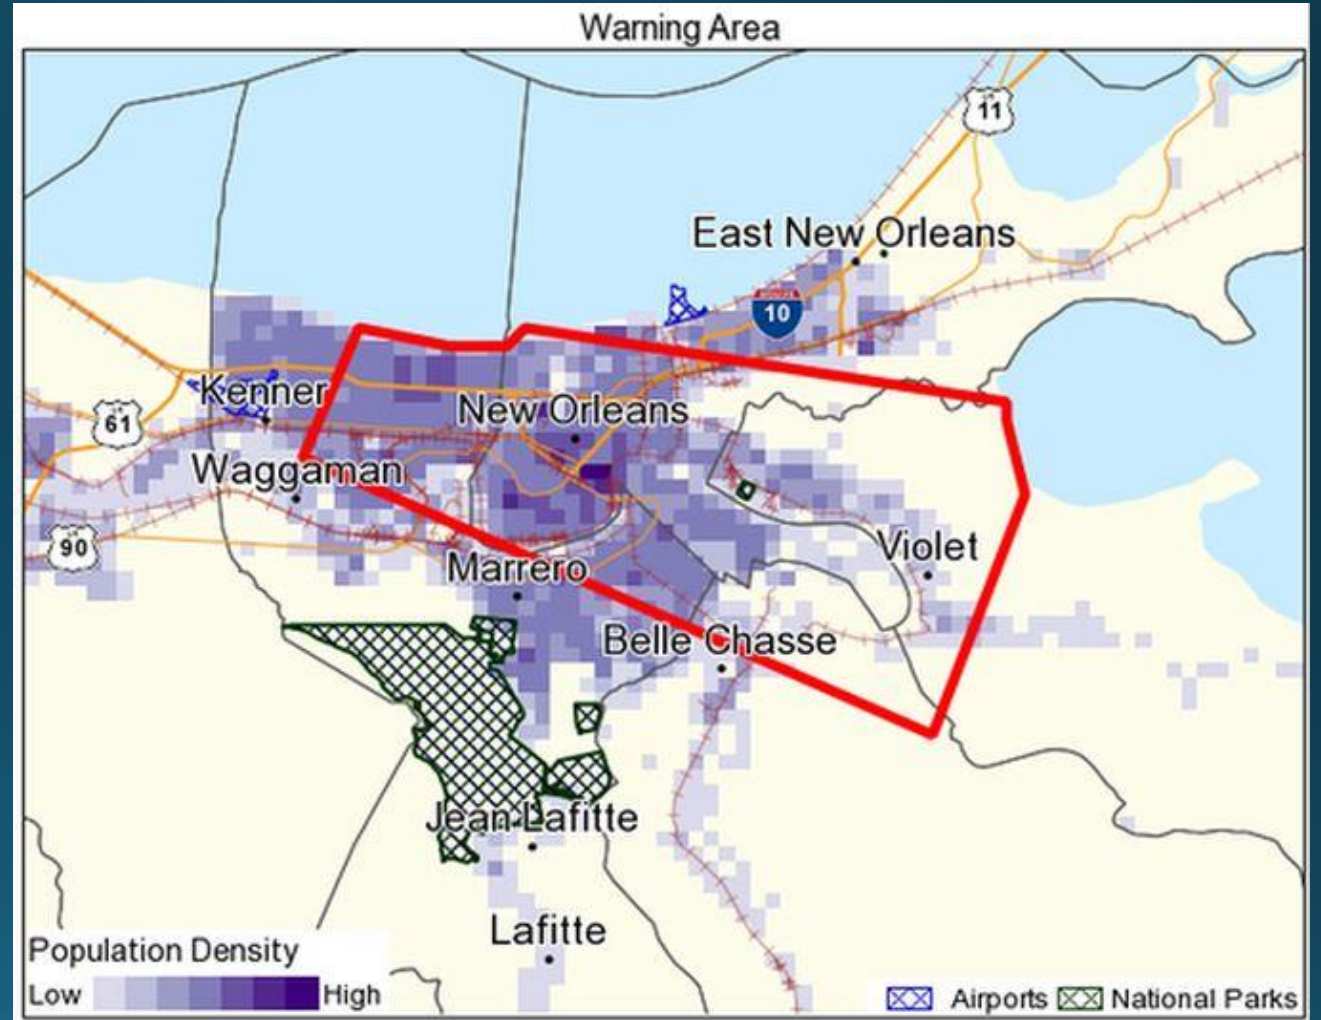 Warning Area
11
East New Orleans
10
Kenner
61
New Orleans
Waggaman
90
Violet
Marrero
Belle Chasse
Jean Lafitte
Lafitte
Population Density
Low High
Airports National Parks